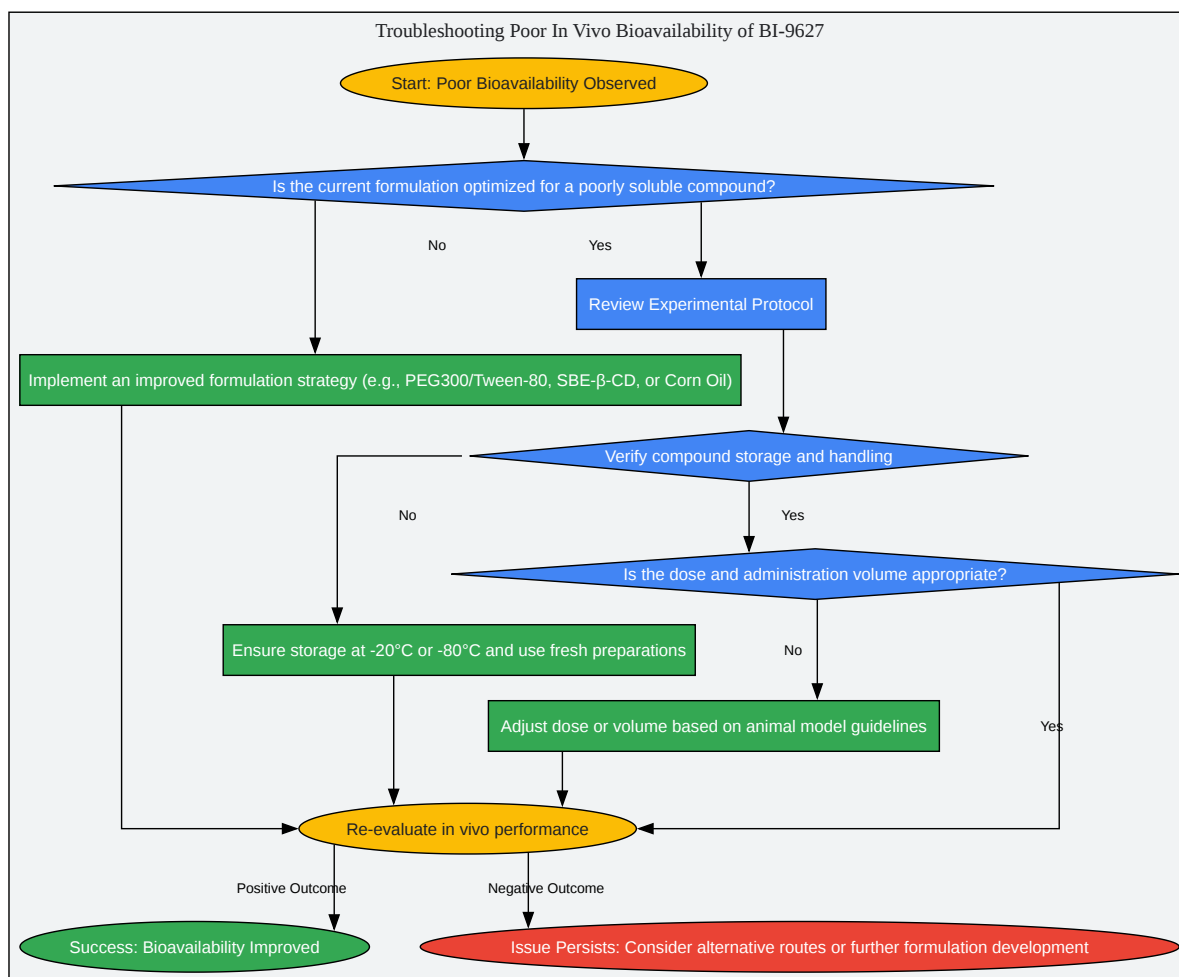 Troubleshooting Poor In Vivo Bioavailability of BI-9627
Start: Poor Bioavailability Observed
Is the current formulation optimized for a poorly soluble compound?
No
Yes
Review Experimental Protocol
Implement an improved formulation strategy (e.g., PEG300/Tween-80, SBE-β-CD, or Corn Oil)
Verify compound storage and handling
No
Yes
Is the dose and administration volume appropriate?
Ensure storage at -20°C or -80°C and use fresh preparations
No
Adjust dose or volume based on animal model guidelines
Yes
Re-evaluate in vivo performance
Positive Outcome
Negative Outcome
Success: Bioavailability Improved
Issue Persists: Consider alternative routes or further formulation development